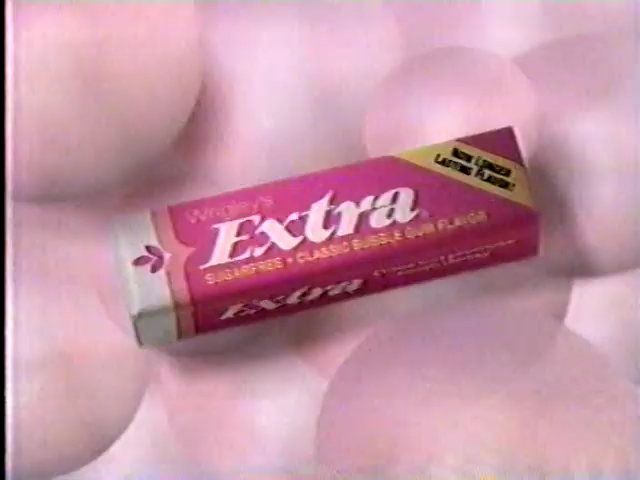 Wrigley's
Extra
SUGARFREE • CLASSIC BUBBLE GUM FLAVOR
NOW LONGER
LASTING FLAVOR!
Extra